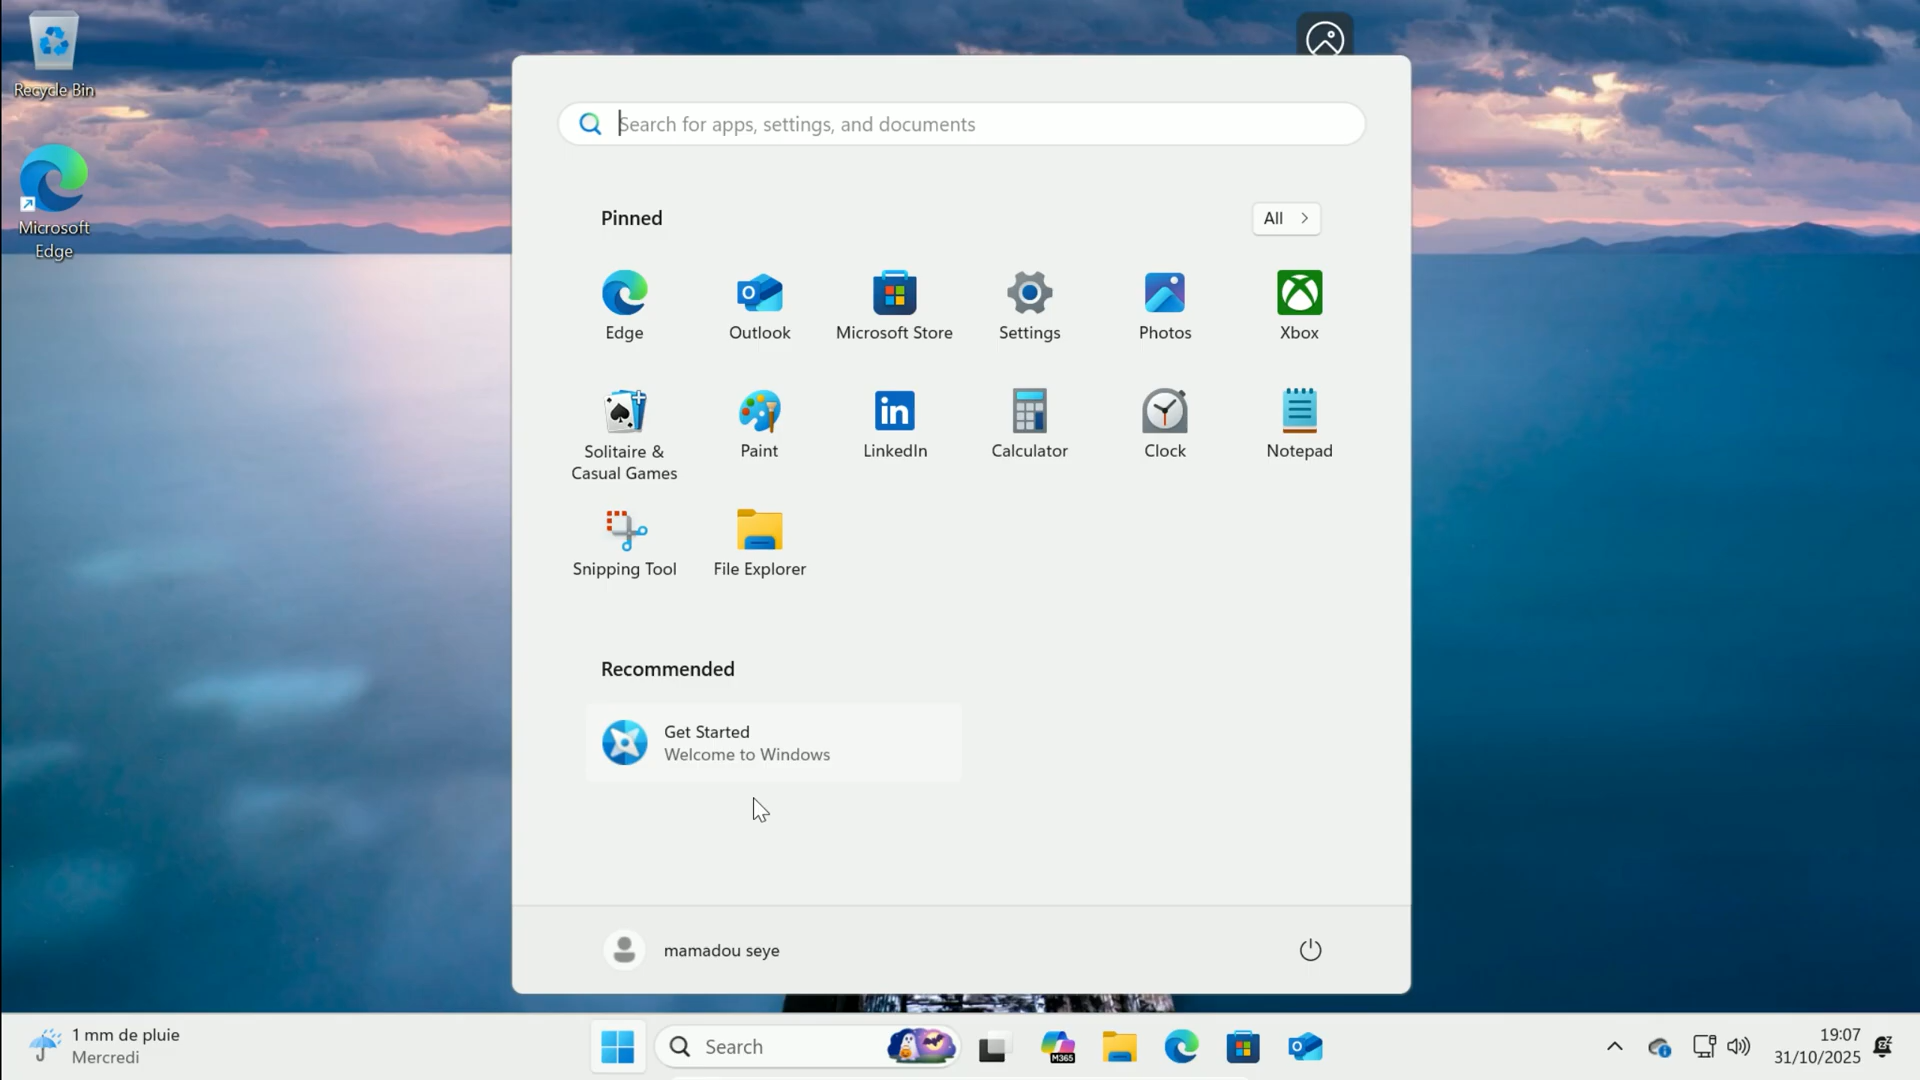 Recycle Bin
Microsoft
Edge
Search for apps, settings, and documents
Pinned
All
Edge
Outlook
Microsoft Store
Settings
Photos
Xbox
Solitaire &
Casual Games
Paint
LinkedIn
Calculator
Clock
Notepad
Snipping Tool
File Explorer
Recommended
Get Started
Welcome to Windows
mamadou seye
1 mm de pluie
Mercredi
Search
M365
19:07
31/10/2025